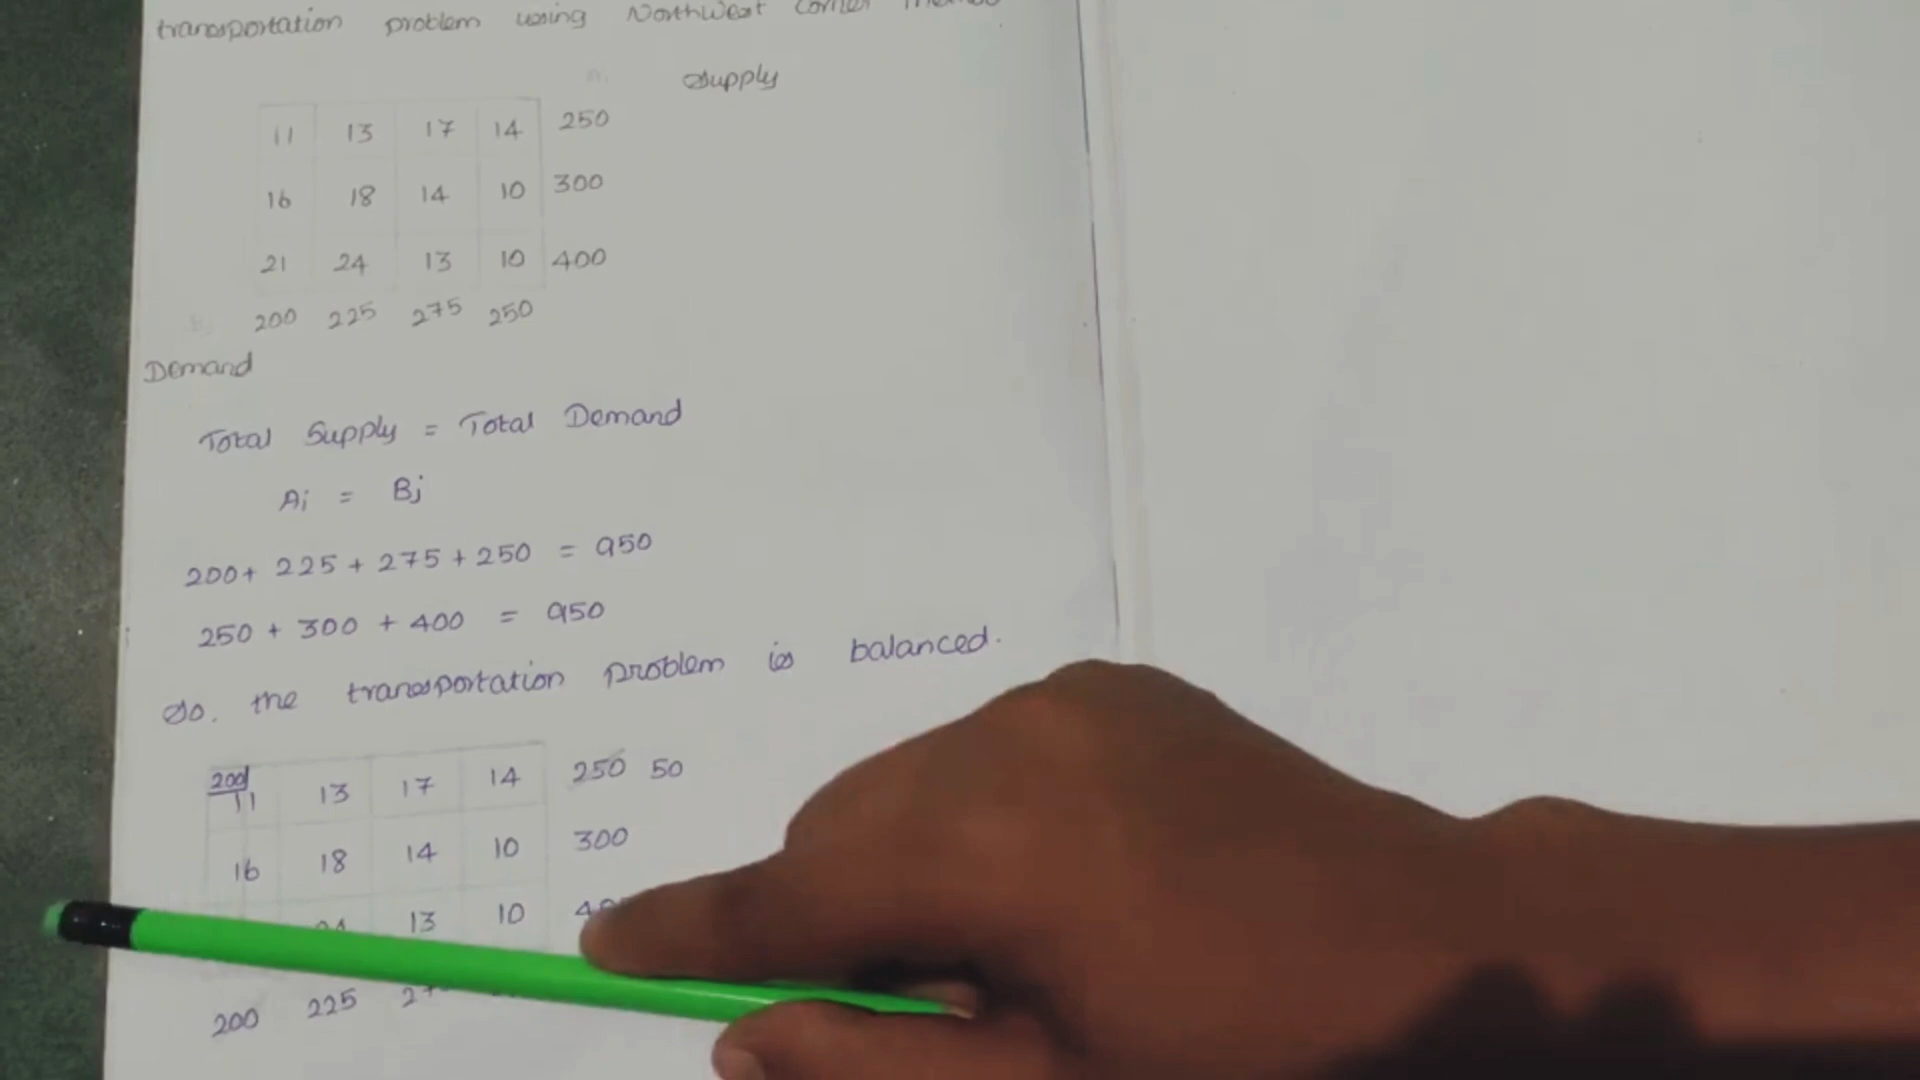 transportation problem using NorthWest Corner
Supply
11 13 17 14 250
16 18 14 10 300
21 24 13 10 400
200 225 275 250
Demand
Total Supply = Total Demand
Ai = Bj
200+ 225 + 275 + 250 = 950
250 + 300 + 400 = 950
So. the transportation problem is balanced.
200
11 13 17 14 250 50
16 18 14 10 300
13 10
200 225